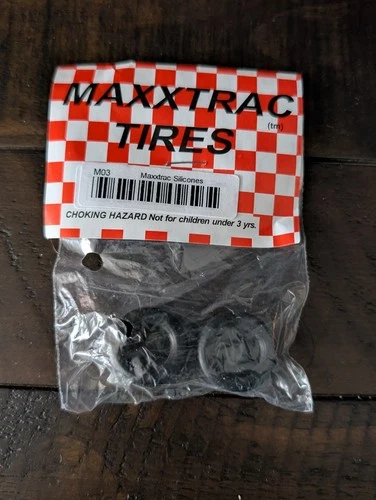 MAXXTRAC
(tm)
TIRES
M03 Maxxtrac-Silicones
CHOKING HAZARD Not for children under 3 yrs.